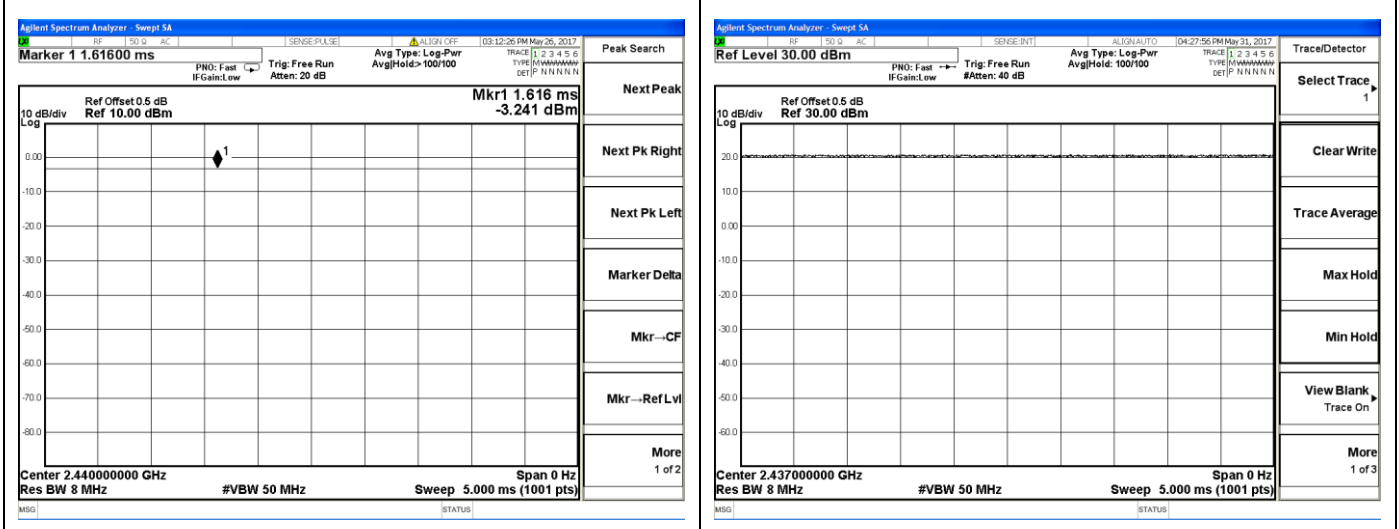 Agilent Spectrum Analyzer - Swept SA
RF 50 Ω AC SENSE:PULSE ALIGN OFF 03:12:26 PM May 26, 2017
Marker 1 1.61600 ms
PNO: Fast
IFGain:Low
Trig: Free Run
Atten: 20 dB
Avg Type: Log-Pwr
Avg|Hold:>100/100
TRACE 1 2 3 4 5 6
TYPE M WWWWW
DET P N N N N N
Ref Offset 0.5 dB
Ref 10.00 dBm
10 dB/div
Log
Mkr1 1.616 ms
-3.241 dBm
1
0.00
-10.0
-20.0
-30.0
-40.0
-50.0
-60.0
-70.0
-80.0
Center 2.440000000 GHz
Span 0 Hz
Res BW 8 MHz
#VBW 50 MHz
Sweep 5.000 ms (1001 pts)
MSG
STATUS
Peak Search
Next Peak
Next Pk Right
Next Pk Left
Marker Delta
Mkr→CF
Mkr→Ref Lvl
More
1 of 2
Agilent Spectrum Analyzer - Swept SA
RF 50 Ω AC SENSE:INT ALIGN AUTO 04:27:56 PM May 31, 2017
Ref Level 30.00 dBm
PNO: Fast
IFGain:Low
Trig: Free Run
#Atten: 40 dB
Avg Type: Log-Pwr
Avg|Hold: 100/100
TRACE 1 2 3 4 5 6
TYPE M WWWWW
DET P N N N N N
Ref Offset 0.5 dB
Ref 30.00 dBm
10 dB/div
Log
20.0
10.0
0.00
-10.0
-20.0
-30.0
-40.0
-50.0
-60.0
Center 2.437000000 GHz
Span 0 Hz
Res BW 8 MHz
#VBW 50 MHz
Sweep 5.000 ms (1001 pts)
MSG
STATUS
Trace/Detector
Select Trace
1
Clear Write
Trace Average
Max Hold
Min Hold
View Blank
Trace On
More
1 of 3